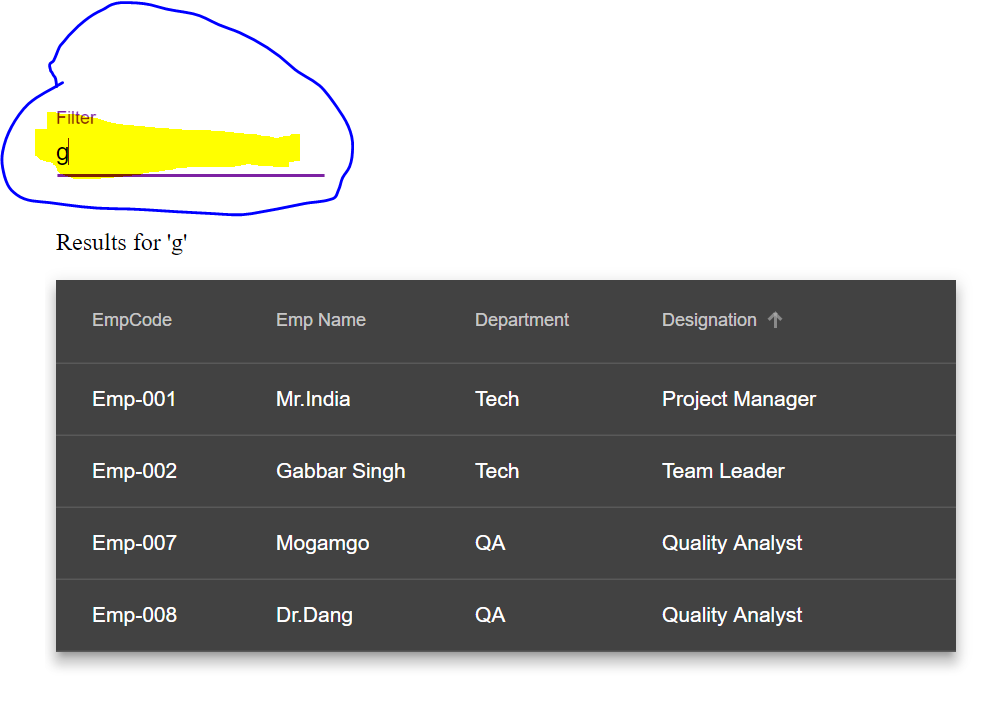 Filter
g
Results for 'g'
EmpCode Emp Name Department Designation
Emp-001 Mr.India Tech Project Manager
Emp-002 Gabbar Singh Tech Team Leader
Emp-007 Mogamgo QA Quality Analyst
Emp-008 Dr.Dang QA Quality Analyst